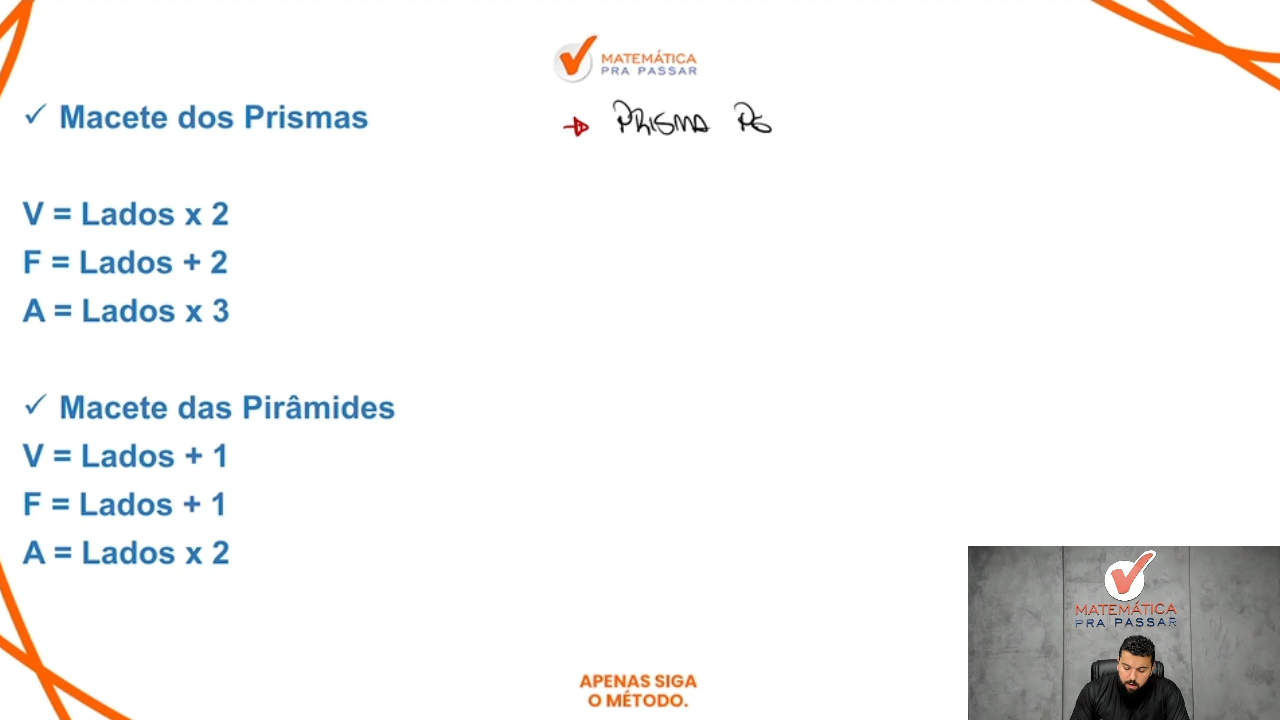 MATEMÁTICA
PRA PASSAR
✓ Macete dos Prismas
PRISMA
V = Lados x 2
F = Lados + 2
A = Lados x 3
✓ Macete das Pirâmides
V = Lados + 1
F = Lados + 1
A = Lados x 2
MATEMÁTICA
PRA PASSAR
APENAS SIGA
O MÉTODO.